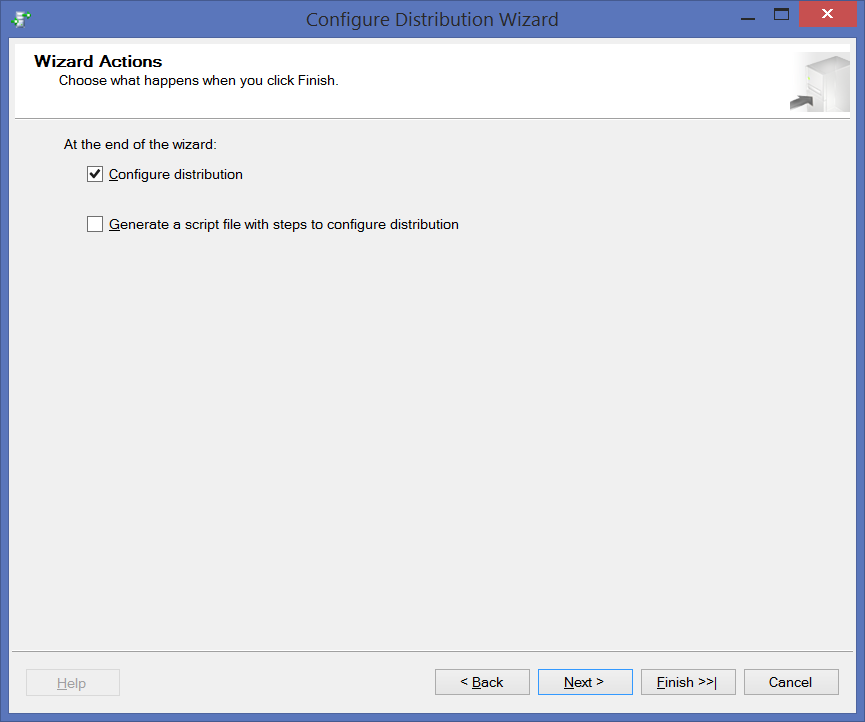 Configure Distribution Wizard
Wizard Actions
Choose what happens when you click Finish.
At the end of the wizard:
Configure distribution
Generate a script file with steps to configure distribution
Help
< Back
Next >
Finish >>|
Cancel